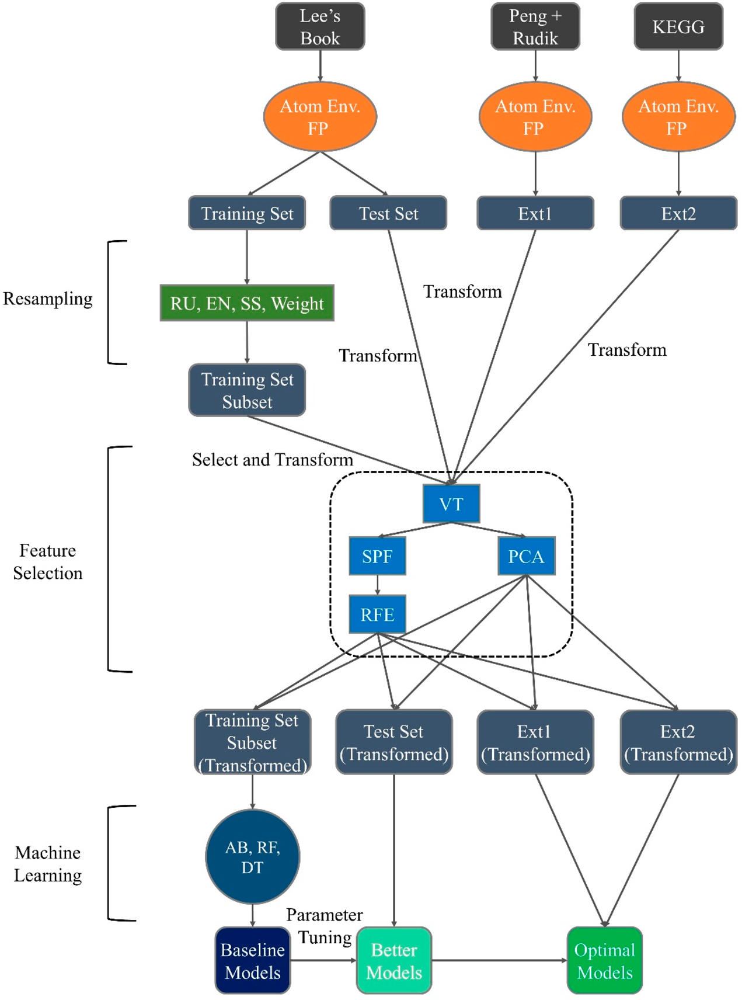 Lee's
Book
Peng +
Rudik
KEGG
Atom Env.
FP
Atom Env.
FP
Atom Env.
FP
Training Set
Test Set
Ext1
Ext2
Resampling
RU, EN, SS, Weight
Transform
Transform
Transform
Training Set
Subset
Select and Transform
Feature
Selection
VT
SPF
PCA
RFE
Training Set
Subset
(Transformed)
Test Set
(Transformed)
Ext1
(Transformed)
Ext2
(Transformed)
Machine
Learning
AB, RF,
DT
Parameter
Tuning
Baseline
Models
Better
Models
Optimal
Models